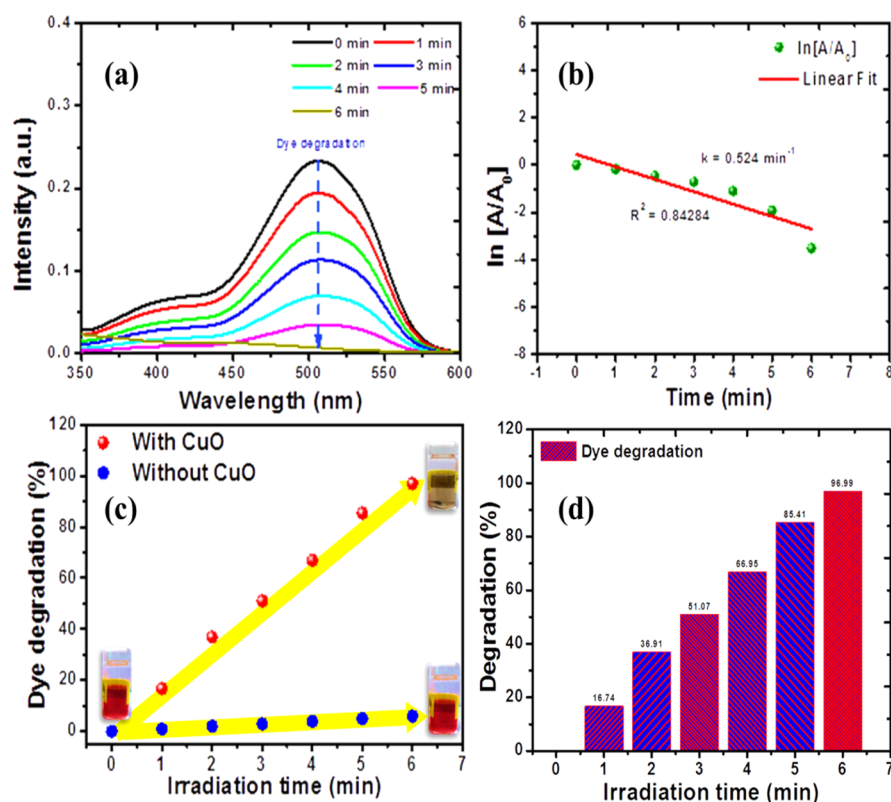 (a)
0 min 1 min
2 min 3 min
4 min 5 min
6 min
Dye degradation
Intensity (a.u.)
0.4
0.3
0.2
0.1
0.0
350 400 450 500 550 600
Wavelength (nm)
(b)
ln[A/A₀]
Linear Fit
k = 0.524 min⁻¹
R² = 0.84284
ln [A/A₀]
8
6
4
2
0
-2
-4
-6
-8
-1 0 1 2 3 4 5 6 7 8
Time (min)
With CuO
Without CuO
(c)
Dye degradation (%)
120
100
80
60
40
20
0
0 1 2 3 4 5 6 7
Irradiation time (min)
Dye degradation
(d)
Degradation (%)
120
100
80
60
40
20
0
16.74
36.91
51.07
66.95
85.41
96.99
0 1 2 3 4 5 6 7
Irradiation time (min)